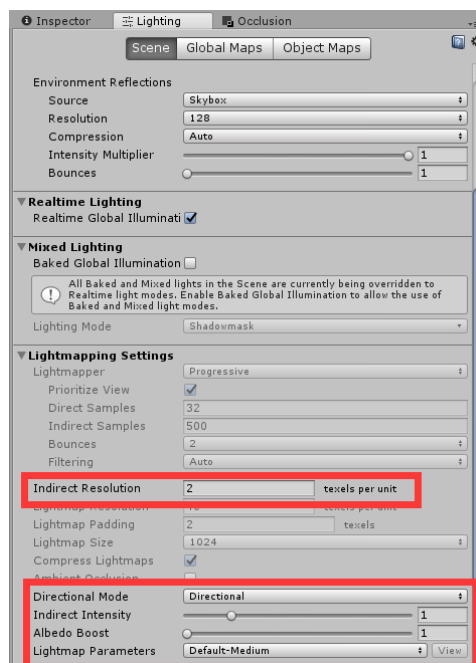 Inspector Lighting Occlusion
Scene Global Maps Object Maps
Environment Reflections
Source Skybox
Resolution 128
Compression Auto
Intensity Multiplier 1
Bounces 1
Realtime Lighting
Realtime Global Illuminati
Mixed Lighting
Baked Global Illumination
All Baked and Mixed lights in the Scene are currently being overridden to
Realtime light modes. Enable Baked Global Illumination to allow the use of
Baked and Mixed light modes.
Lighting Mode Shadowmask
Lightmapping Settings
Lightmapper Progressive
Prioritize View
Direct Samples 32
Indirect Samples 500
Bounces 2
Filtering Auto
Indirect Resolution 2 texels per unit
Lightmap Padding 2 texels
Lightmap Size 1024
Compress Lightmaps
Directional Mode Directional
Indirect Intensity 1
Albedo Boost 1
Lightmap Parameters Default-Medium View